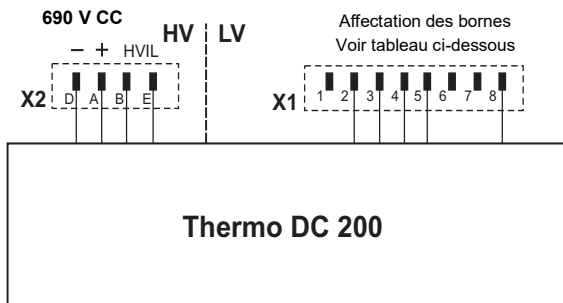 690 V CC
− + HVIL
HV LV
Affectation des bornes
Voir tableau ci-dessous
X2 D A B E
X1 1 2 3 4 5 6 7 8
Thermo DC 200